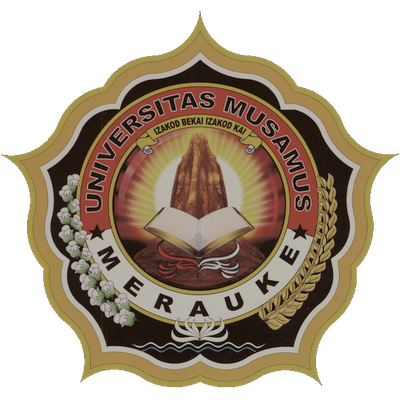 UNIVERSITAS MUSAMUS
IZAKOD BEKAI IZAKOD KAI
MERAUKE